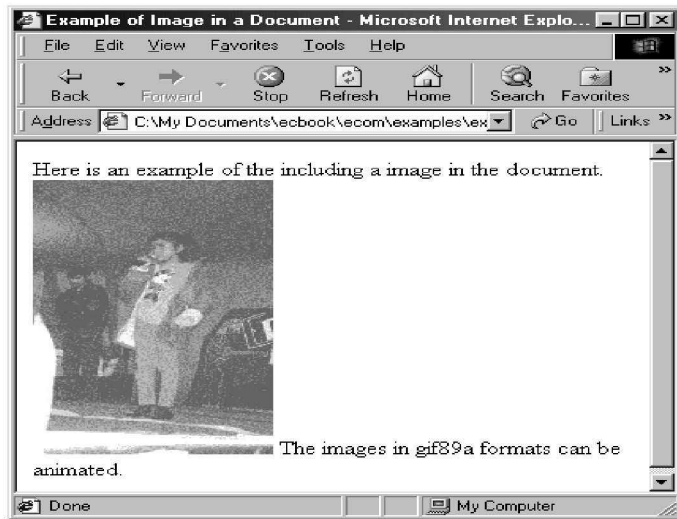 Example of Image in a Document - Microsoft Internet Explo...
File Edit View Favorites Tools Help
Back Forward Stop Refresh Home Search Favorites »
Address C:\My Documents\ecbook\ecom\examples\ex Go Links »
Here is an example of the including a image in the document.
The images in gif89a formats can be
animated.
Done My Computer